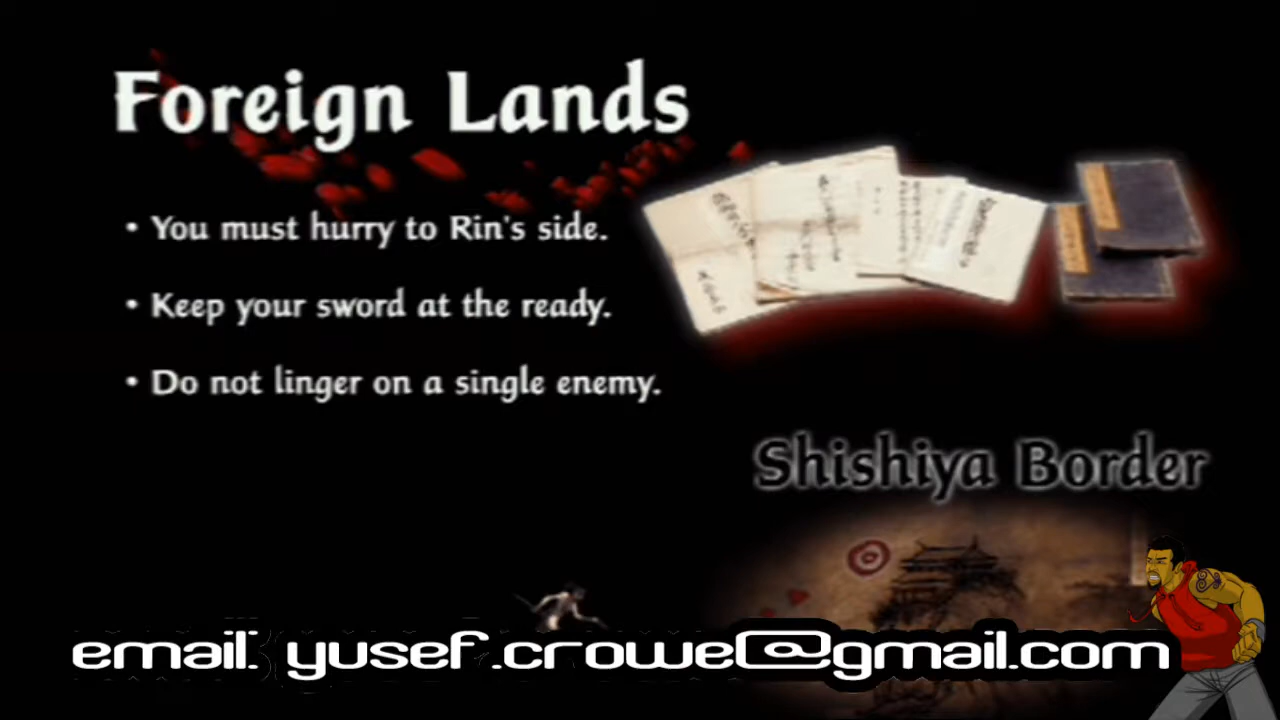 Foreign Lands
• You must hurry to Rin's side.
• Keep your sword at the ready.
• Do not linger on a single enemy.
Shishiya Border
email: yusef.crowe@gmail.com